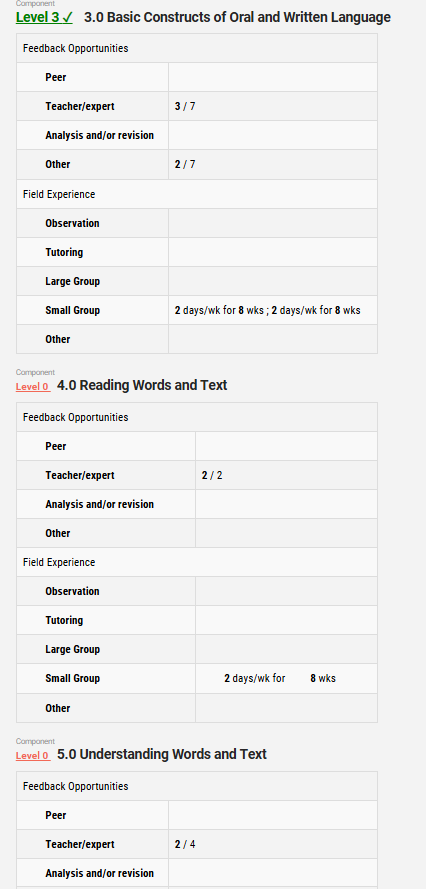 Component
Level 3 ✓ 3.0 Basic Constructs of Oral and Written Language
Feedback Opportunities
Peer
Teacher/expert 3 / 7
Analysis and/or revision
Other 2 / 7
Field Experience
Observation
Tutoring
Large Group
Small Group 2 days/wk for 8 wks ; 2 days/wk for 8 wks
Other
Component
Level 0 4.0 Reading Words and Text
Feedback Opportunities
Peer
Teacher/expert 2 / 2
Analysis and/or revision
Other
Field Experience
Observation
Tutoring
Large Group
Small Group 2 days/wk for 8 wks
Other
Component
Level 0 5.0 Understanding Words and Text
Feedback Opportunities
Peer
Teacher/expert 2 / 4
Analysis and/or revision